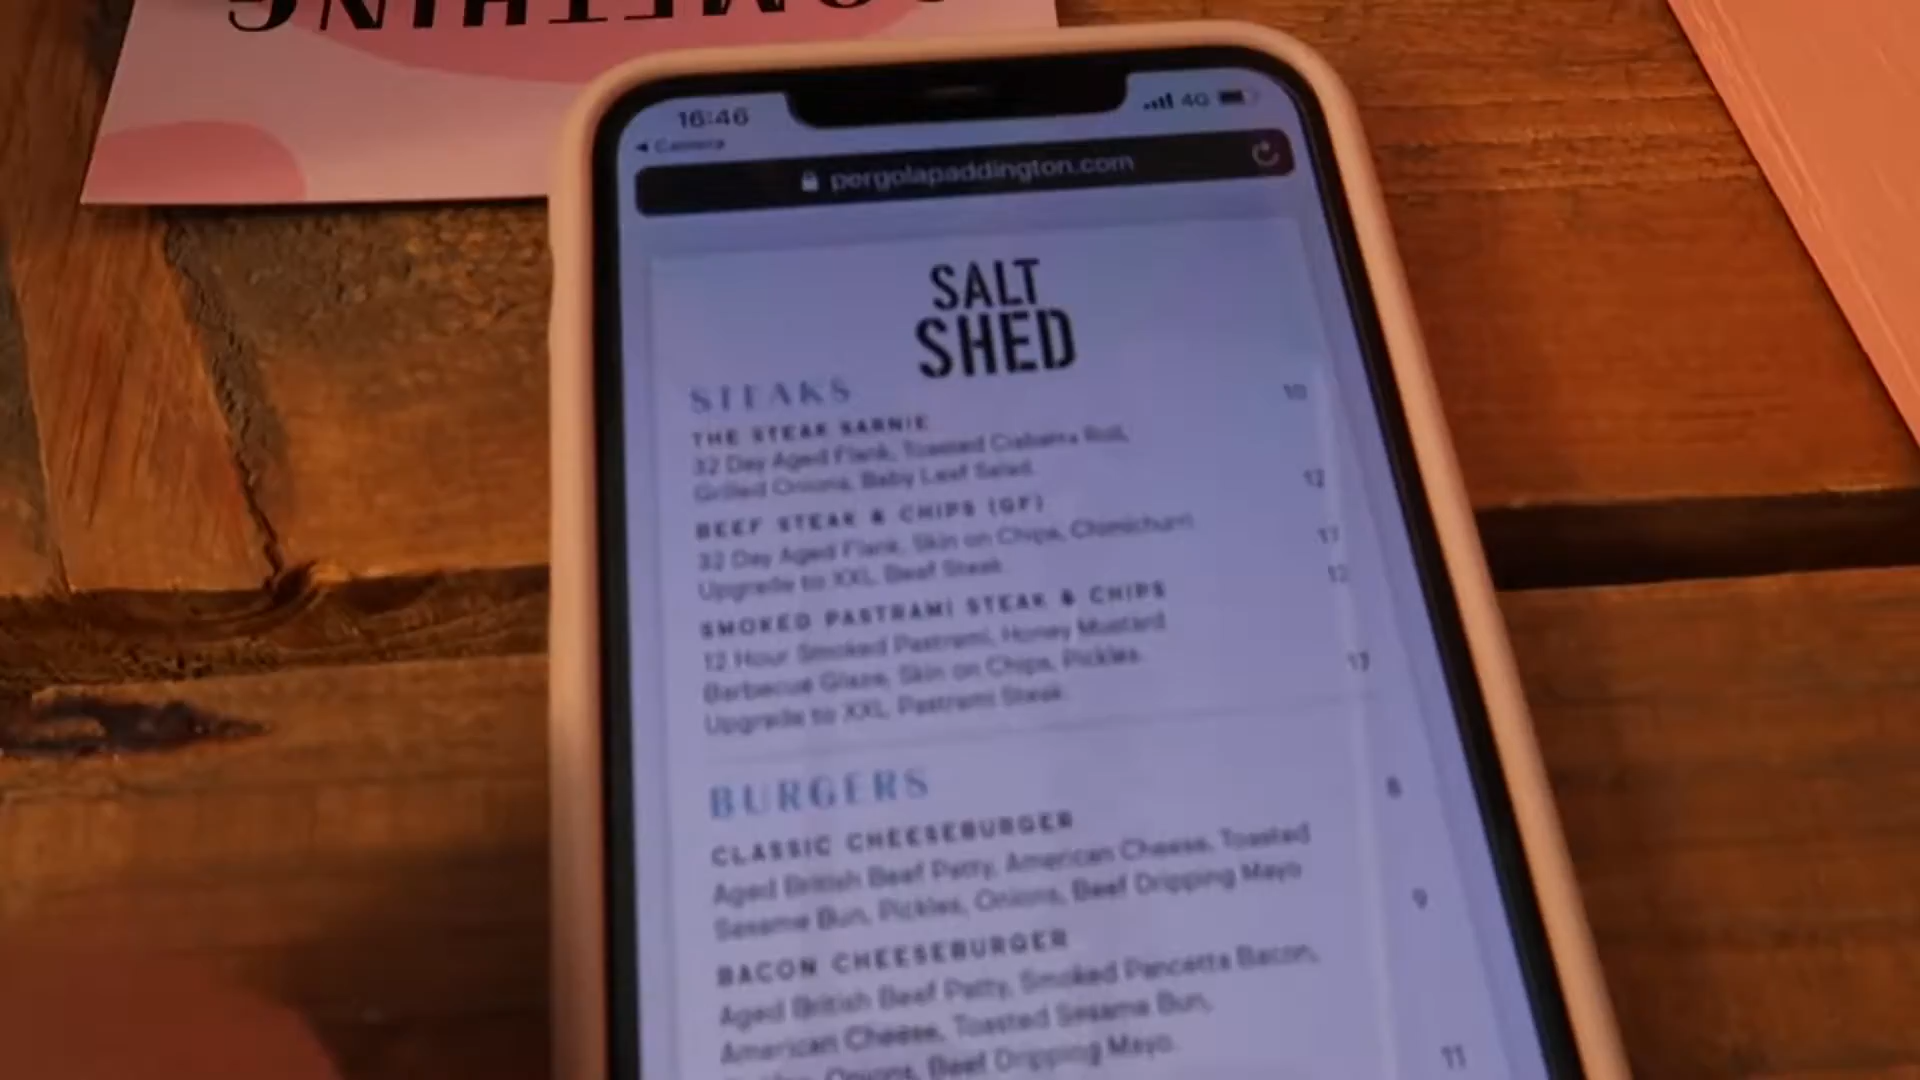 16:46
4G
◄ Camera
pergolapaddington.com
SALT
SHED
STEAKS
THE STEAK SARNIE 10
32 Day Aged Flank, Toasted Ciabatta Roll,
Grilled Onions, Baby Leaf Salad.
BEEF STEAK & CHIPS (GF) 12
32 Day Aged Flank, Skin on Chips, Chimichurri
Upgrade to XXL Beef Steak 17
SMOKED PASTRAMI STEAK & CHIPS 12
12 Hour Smoked Pastrami, Honey Mustard
Barbecue Glaze, Skin on Chips, Pickles.
Upgrade to XXL Pastrami Steak. 17
BURGERS
CLASSIC CHEESEBURGER 8
Aged British Beef Patty, American Cheese, Toasted
Sesame Bun, Pickles, Onions, Beef Dripping Mayo
BACON CHEESEBURGER 9
Aged British Beef Patty, Smoked Pancetta Bacon,
American Cheese, Toasted Sesame Bun,
Onions, Beef Dripping Mayo.
11